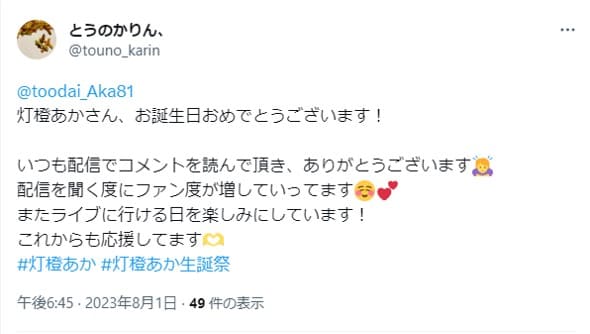 とうのかりん、
@touno_karin
@toodai_Aka81
灯橙あかさん、お誕生日おめでとうございます！
いつも配信でコメントを読んで頂き、ありがとうございます🙇‍♀️
配信を聞く度にファン度が増していってます☺️💕
またライブに行ける日を楽しみにしています！
これからも応援してます🫶
#灯橙あか #灯橙あか生誕祭
午後6:45 · 2023年8月1日 · 49 件の表示